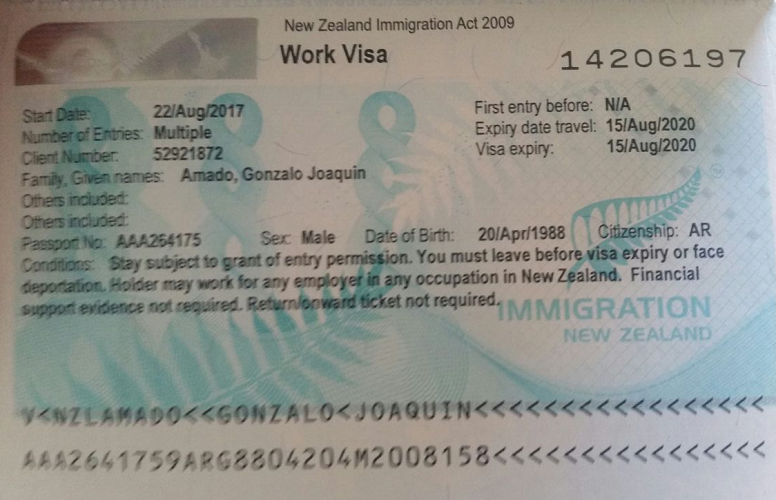 New Zealand Immigration Act 2009
Work Visa
14206197
Start Date: 22/Aug/2017
First entry before: N/A
Number of Entries: Multiple
Expiry date travel: 15/Aug/2020
Client Number: 52921872
Visa expiry: 15/Aug/2020
Family, Given names: Amado, Gonzalo Joaquin
Others included:
Others included:
Passport No: AAA264175 Sex: Male Date of Birth: 20/Apr/1988 Citizenship: AR
Conditions: Stay subject to grant of entry permission. You must leave before visa expiry or face
deportation. Holder may work for any employer in any occupation in New Zealand. Financial
support evidence not required. Return/onward ticket not required.
IMMIGRATION
NEW ZEALAND
V<NZLAMADO<<GONZALO<JOAQUIN<<<<<<<<<<<<<<<<<
AAA2641759ARG8804204M2008158<<<<<<<<<<<<<<<<